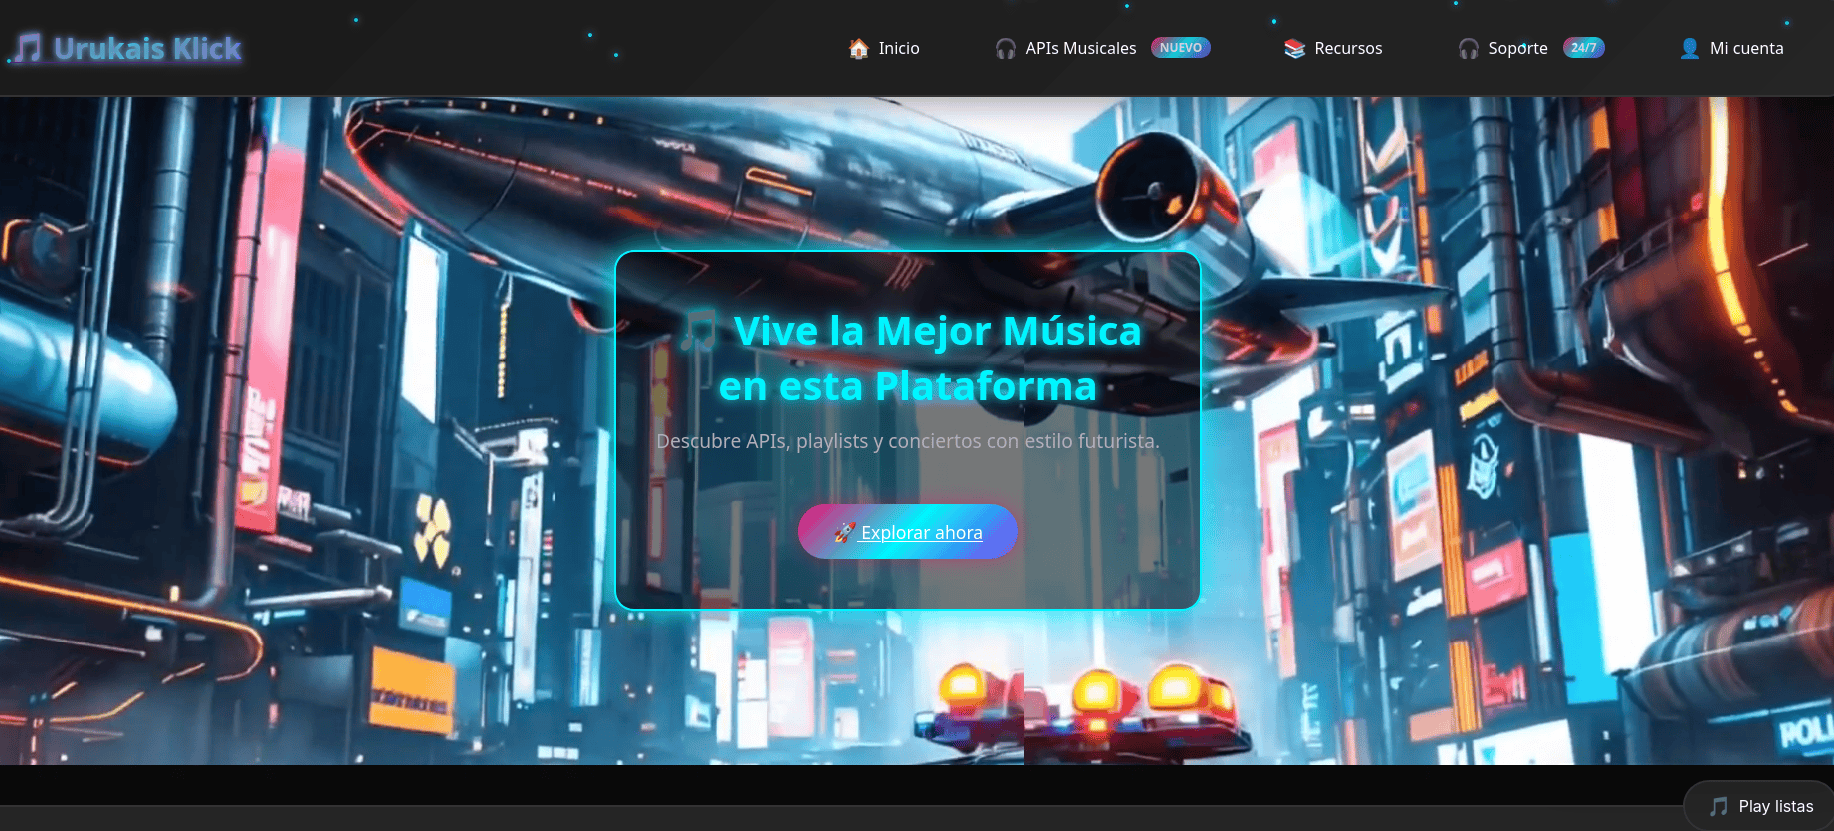 🎵 Urukais Klick
🏠 Inicio
🎧 APIs Musicales NUEVO
📚 Recursos
🎧 Soporte 24/7
👤 Mi cuenta
🎵 Vive la Mejor Música
en esta Plataforma
Descubre APIs, playlists y conciertos con estilo futurista.
🚀 Explorar ahora
🎵 Play listas